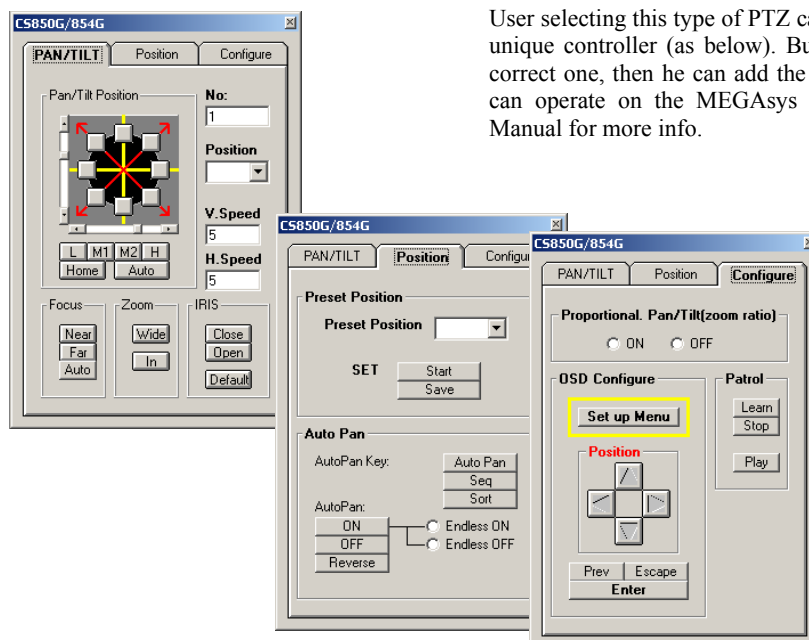 User selecting this type of PTZ
unique controller (as below).
correct one, then he can add the
can operate on the MEGAsys
Manual for more info.
CS850G/854G
PAN/TILT Position Configure
Pan/Tilt Position
No:
1
Position
V.Speed
5
H.Speed
5
L M1 M2 H
Home Auto
Focus
Near
Far
Auto
Zoom
Wide
In
IRIS
Close
Open
Default
CS850G/854G
PAN/TILT Position
Preset Position
Preset Position
SET Start
Save
Auto Pan
AutoPan Key: Auto Pan
Seq
Sort
AutoPan:
ON Endless ON
OFF Endless OFF
Reverse
CS850G/854G
PAN/TILT Position Configure
Proportional. Pan/Tilt(zoom ratio)
ON OFF
OSD Configure
Set up Menu
Position
Prev Escape
Enter
Patrol
Learn
Stop
Play